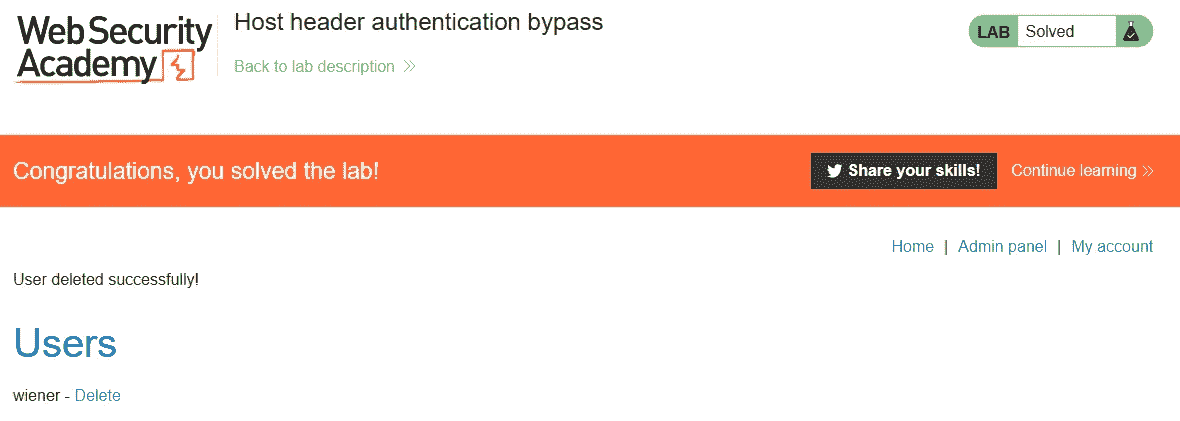 Web Security
Academy
Host header authentication bypass
Back to lab description
LAB Solved
Congratulations, you solved the lab!
Share your skills!
Continue learning
Home | Admin panel | My account
User deleted successfully!
Users
wiener - Delete